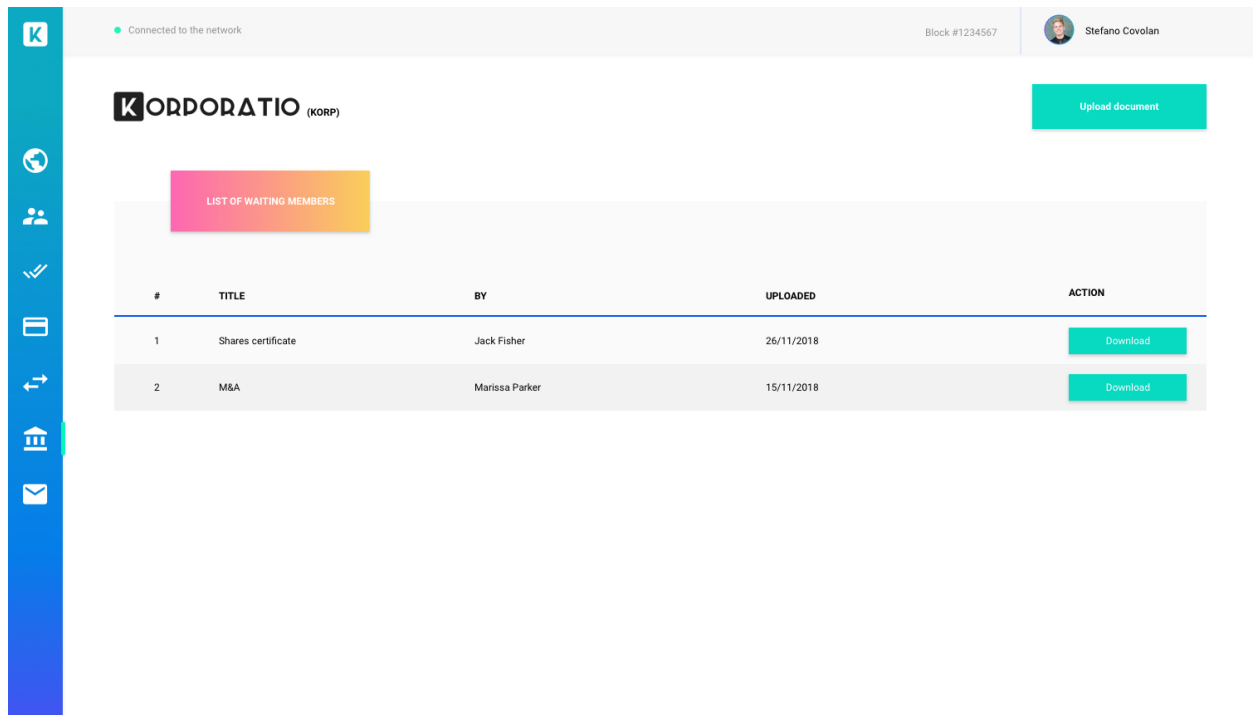 K
Connected to the network
Block #1234567
Stefano Covolan
KORPORATIO (KORP)
Upload document
LIST OF WAITING MEMBERS
# TITLE BY UPLOADED ACTION
1 Shares certificate Jack Fisher 26/11/2018 Download
2 M&A Marissa Parker 15/11/2018 Download